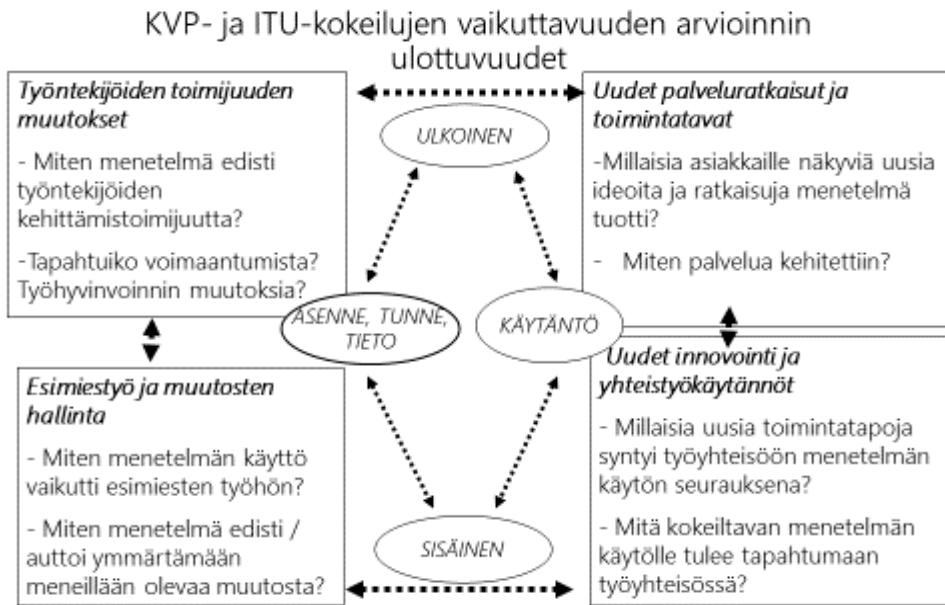 KVP- ja ITU-kokeilujen vaikuttavuuden arvioinnin
ulottuvuudet
Työntekijöiden toimijuuden
muutokset
- Miten menetelmä edisti
työntekijöiden
kehittämistoimijuutta?
-Tapahtuiko voimaantumista?
Työhyvinvoinnin muutoksia?
ULKOINEN
Uudet palveluratkaisut ja
toimintatavat
-Millaisia asiakkaille näkyviä uusia
ideoita ja ratkaisuja menetelmä
tuotti?
- Miten palvelua kehitettiin?
ASENNE, TUNNE,
TIETO
KÄYTÄNTÖ
Esimiestyö ja muutosten
hallinta
- Miten menetelmän käyttö
vaikutti esimiesten työhön?
- Miten menetelmä edisti /
auttoi ymmärtämään
meneillään olevaa muutosta?
SISÄINEN
Uudet innovointi ja
yhteistyökäytännöt
- Millaisia uusia toimintatapoja
syntyi työyhteisöön menetelmän
käytön seurauksena?
- Mitä kokeiltavan menetelmän
käytölle tulee tapahtumaan
työyhteisössä?